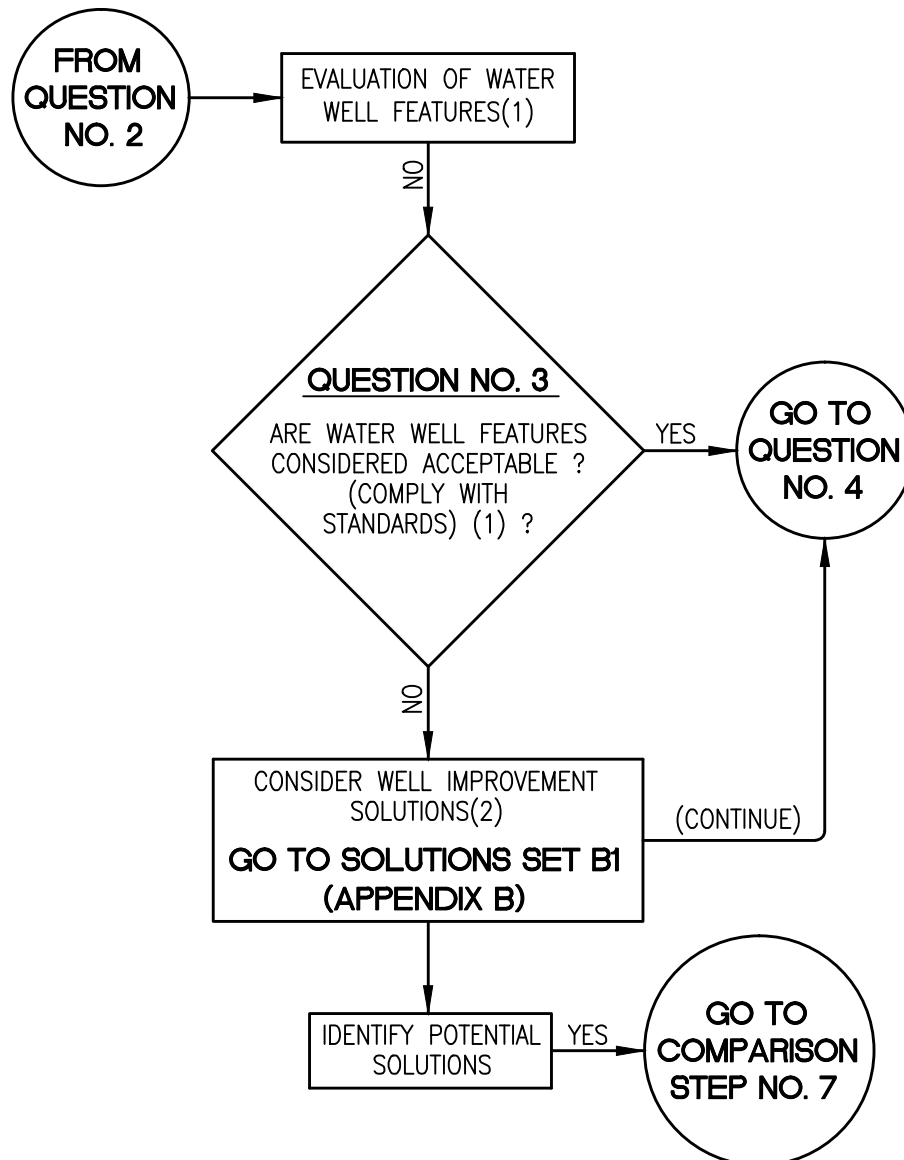 FROM
QUESTION
NO. 2
EVALUATION OF WATER
WELL FEATURES(1)
NO
QUESTION NO. 3
ARE WATER WELL FEATURES
CONSIDERED ACCEPTABLE ?
(COMPLY WITH
STANDARDS) (1) ?
YES
GO TO
QUESTION
NO. 4
NO
CONSIDER WELL IMPROVEMENT
SOLUTIONS(2)
GO TO SOLUTIONS SET B1
(APPENDIX B)
(CONTINUE)
IDENTIFY POTENTIAL
SOLUTIONS
YES
GO TO
COMPARISON
STEP NO. 7